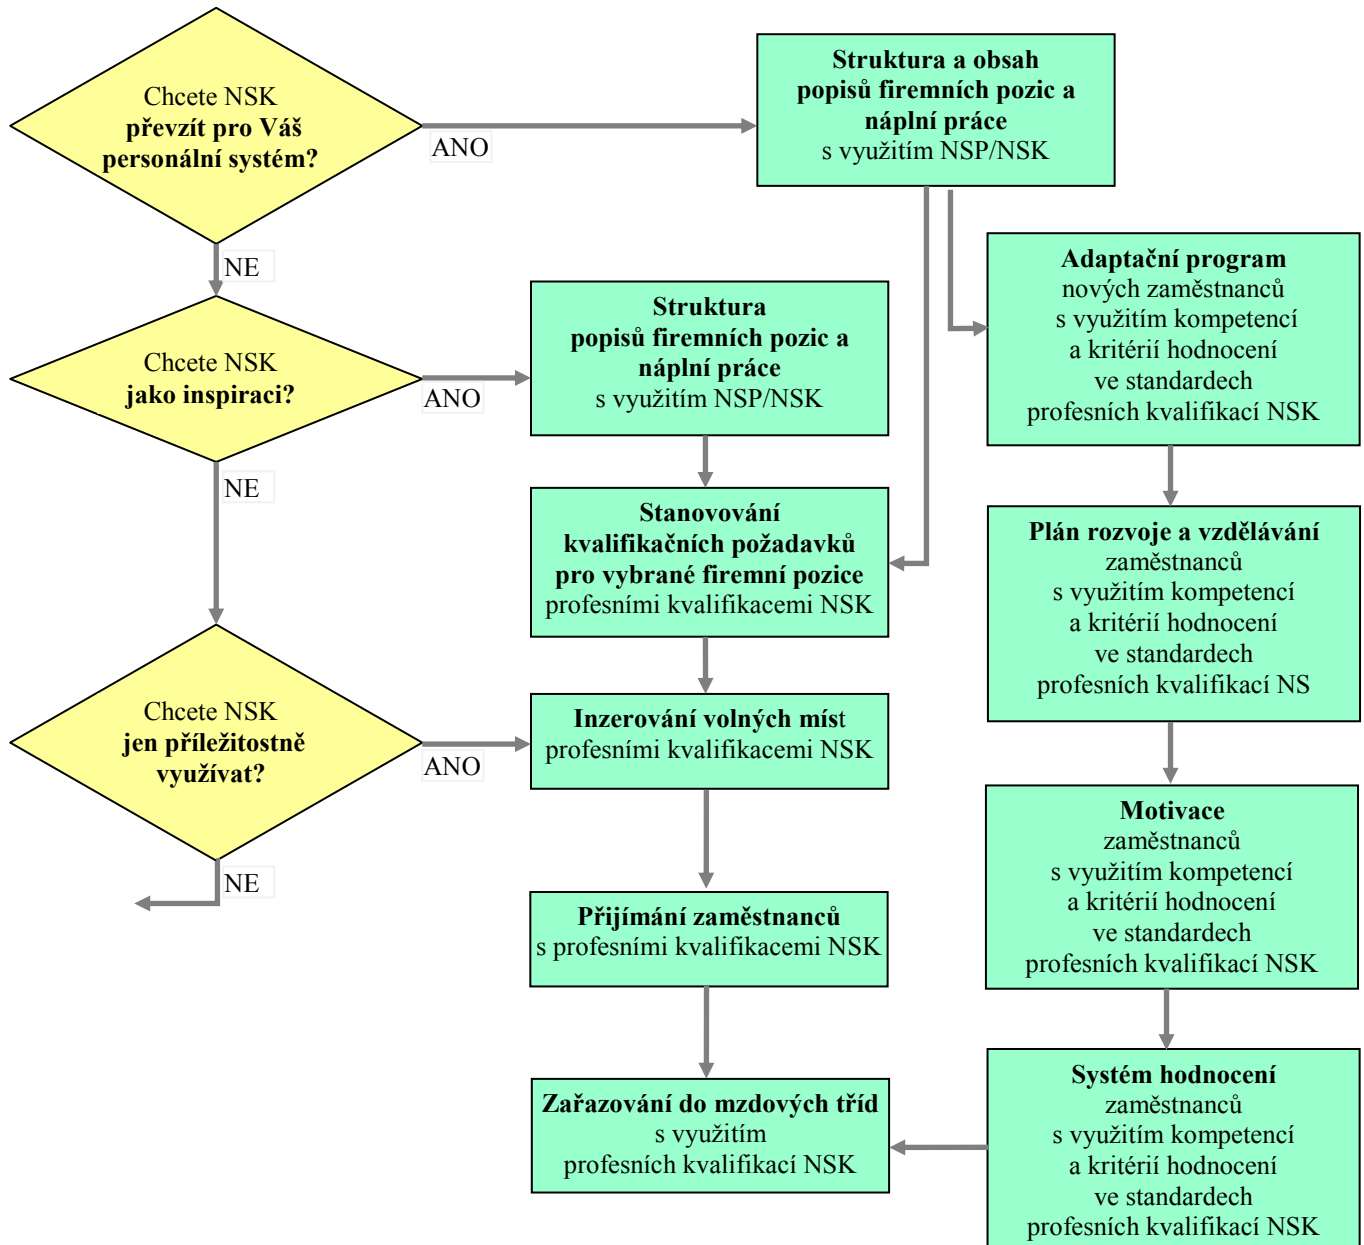 Chcete NSK
převzít pro Váš
personální systém?
ANO
Struktura a obsah
popisů firemních pozic a
náplní práce
s využitím NSP/NSK
NE
Chcete NSK
jako inspiraci?
ANO
Struktura
popisů firemních pozic a
náplní práce
s využitím NSP/NSK
Adaptační program
nových zaměstnanců
s využitím kompetencí
a kritérií hodnocení
ve standardech
profesních kvalifikací NSK
NE
Stanovování
kvalifikačních požadavků
pro vybrané firemní pozice
profesními kvalifikacemi NSK
Plán rozvoje a vzdělávání
zaměstnanců
s využitím kompetencí
a kritérií hodnocení
ve standardech
profesních kvalifikací NS
Chcete NSK
jen příležitostně
využívat?
ANO
Inzerování volných míst
profesními kvalifikacemi NSK
NE
Motivace
zaměstnanců
s využitím kompetencí
a kritérií hodnocení
ve standardech
profesních kvalifikací NSK
Přijímání zaměstnanců
s profesními kvalifikacemi NSK
Zařazování do mzdových tříd
s využitím
profesních kvalifikací NSK
Systém hodnocení
zaměstnanců
s využitím kompetencí
a kritérií hodnocení
ve standardech
profesních kvalifikací NSK